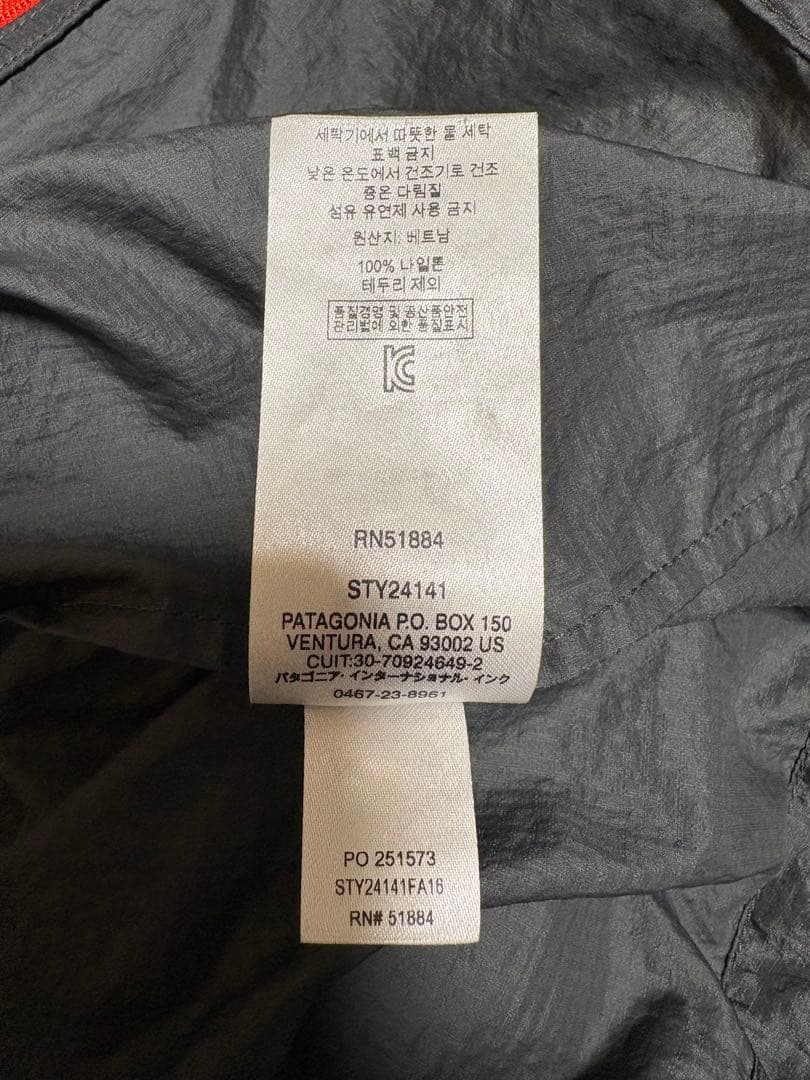 세탁기에서 따뜻한 물 세탁
표백 금지
낮은 온도에서 건조기로 건조
중온 다림질
섬유 유연제 사용 금지
원산지: 베트남
100% 나일론
테두리 제외
품질경영 및 공산품안전
관리법에 의한 품질표시
KC
RN51884
STY24141
PATAGONIA P.O. BOX 150
VENTURA, CA 93002 US
CUIT:30-70924649-2
パタゴニア・インターナショナル・インク
0467-23-8961
PO 251573
STY24141FA16
RN# 51884